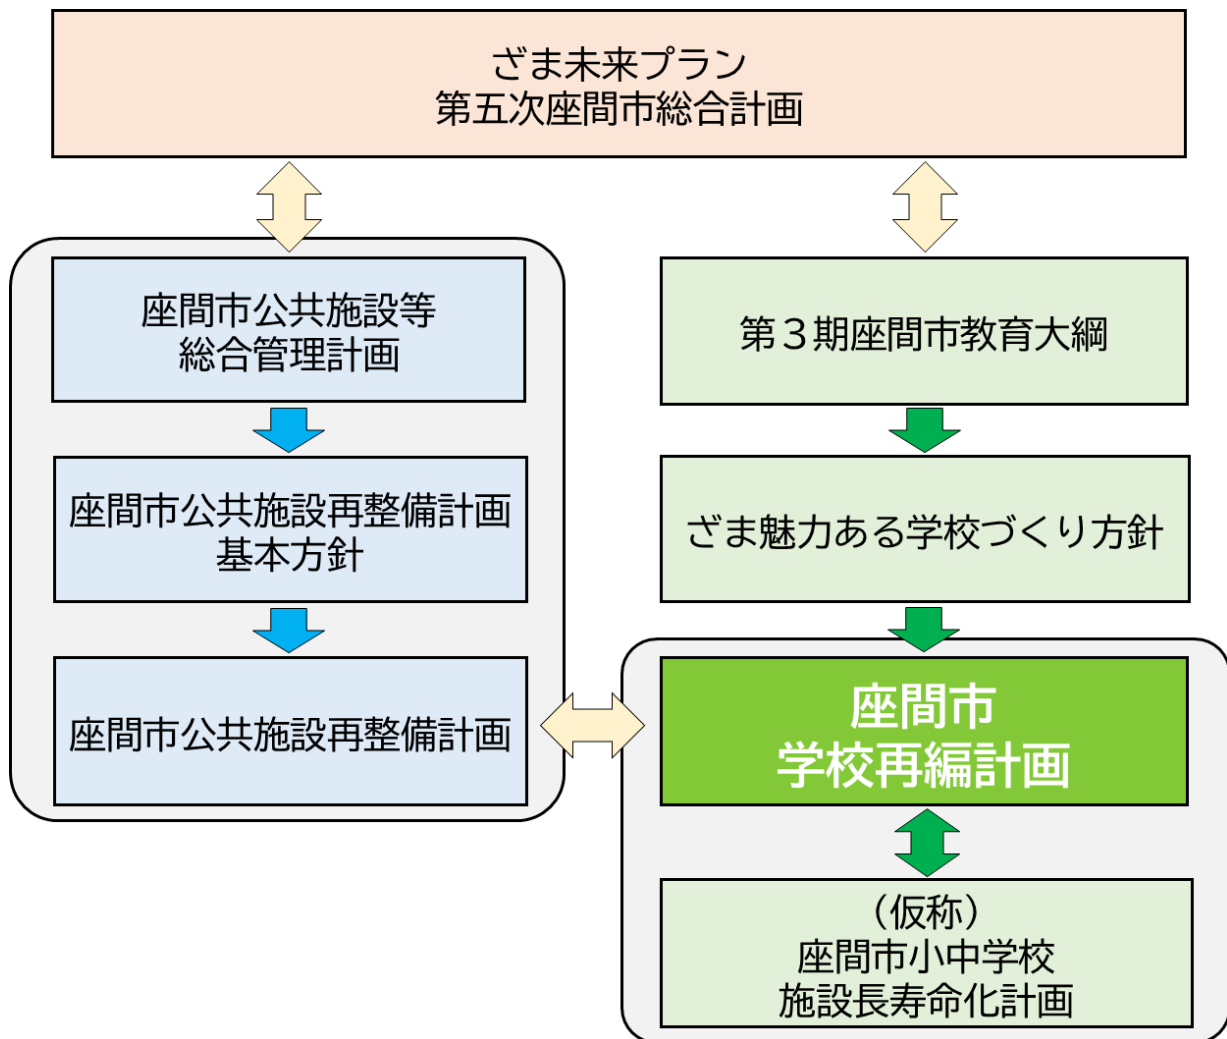 ざま未来プラン
第五次座間市総合計画
座間市公共施設等
総合管理計画
座間市公共施設再整備計画
基本方針
座間市公共施設再整備計画
第３期座間市教育大綱
ざま魅力ある学校づくり方針
座間市
学校再編計画
（仮称）
座間市小中学校
施設長寿命化計画